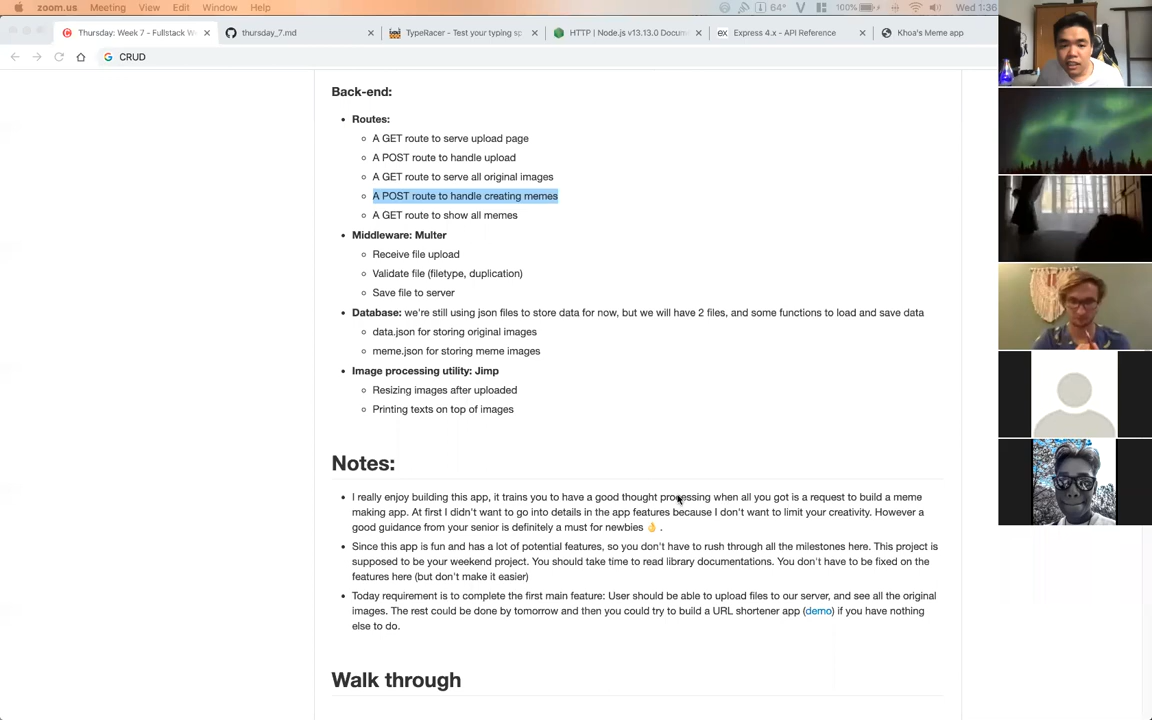 zoom.us Meeting View Edit Window Help 64° 100% Wed 1:36
Thursday: Week 7 - Fullstack W
thursday_7.md
TypeRacer - Test your typing sp
HTTP | Node.js v13.13.0 Docum
Express 4.x - API Reference
Khoa's Meme app
CRUD
Back-end:
Routes:
A GET route to serve upload page
A POST route to handle upload
A GET route to serve all original images
A POST route to handle creating memes
A GET route to show all memes
Middleware: Multer
Receive file upload
Validate file (filetype, duplication)
Save file to server
Database: we're still using json files to store data for now, but we will have 2 files, and some functions to load and save data
data.json for storing original images
meme.json for storing meme images
Image processing utility: Jimp
Resizing images after uploaded
Printing texts on top of images
Notes:
I really enjoy building this app, it trains you to have a good thought processing when all you got is a request to build a meme
making app. At first I didn't want to go into details in the app features because I don't want to limit your creativity. However a
good guidance from your senior is definitely a must for newbies 👌 .
Since this app is fun and has a lot of potential features, so you don't have to rush through all the milestones here. This project is
supposed to be your weekend project. You should take time to read library documentations. You don't have to be fixed on the
features here (but don't make it easier)
Today requirement is to complete the first main feature: User should be able to upload files to our server, and see all the original
images. The rest could be done by tomorrow and then you could try to build a URL shortener app (demo) if you have nothing
else to do.
Walk through